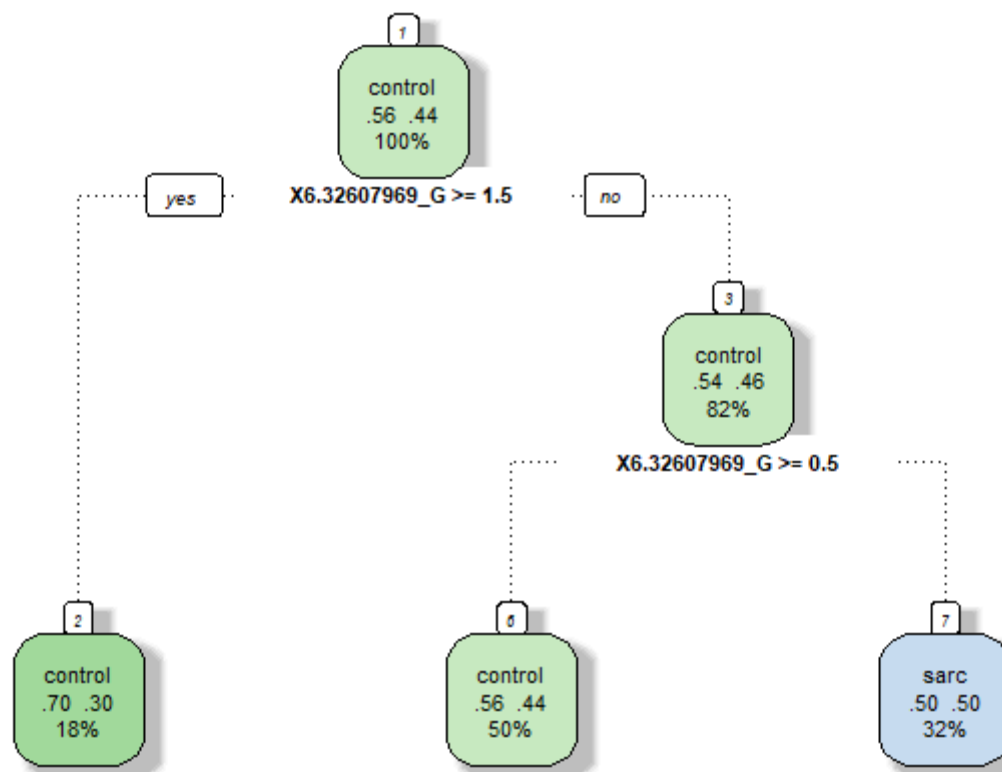 1
control
.56 .44
100%
yes
X6.32607969_G >= 1.5
no
3
control
.54 .46
82%
X6.32607969_G >= 0.5
2
control
.70 .30
18%
6
control
.56 .44
50%
7
sarc
.50 .50
32%